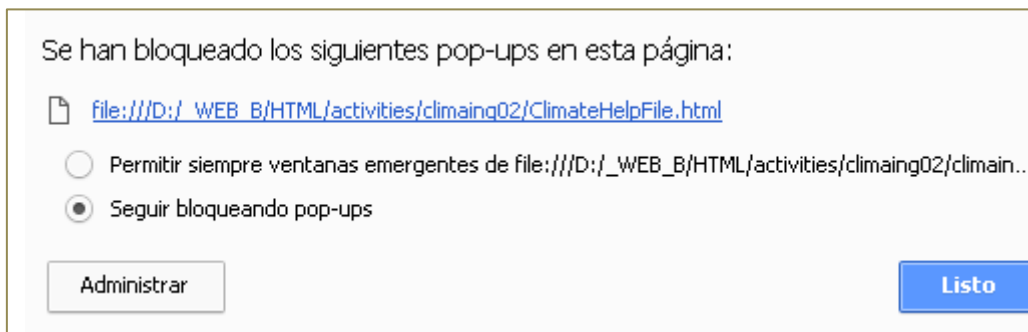 Se han bloqueado los siguientes pop-ups en esta página:
file:///D:/_WEB_B/HTML/activities/climaing02/ClimateHelpFile.html
Permitir siempre ventanas emergentes de file:///D:/_WEB_B/HTML/activities/climaing02/climain...
Seguir bloqueando pop-ups
Administrar Listo